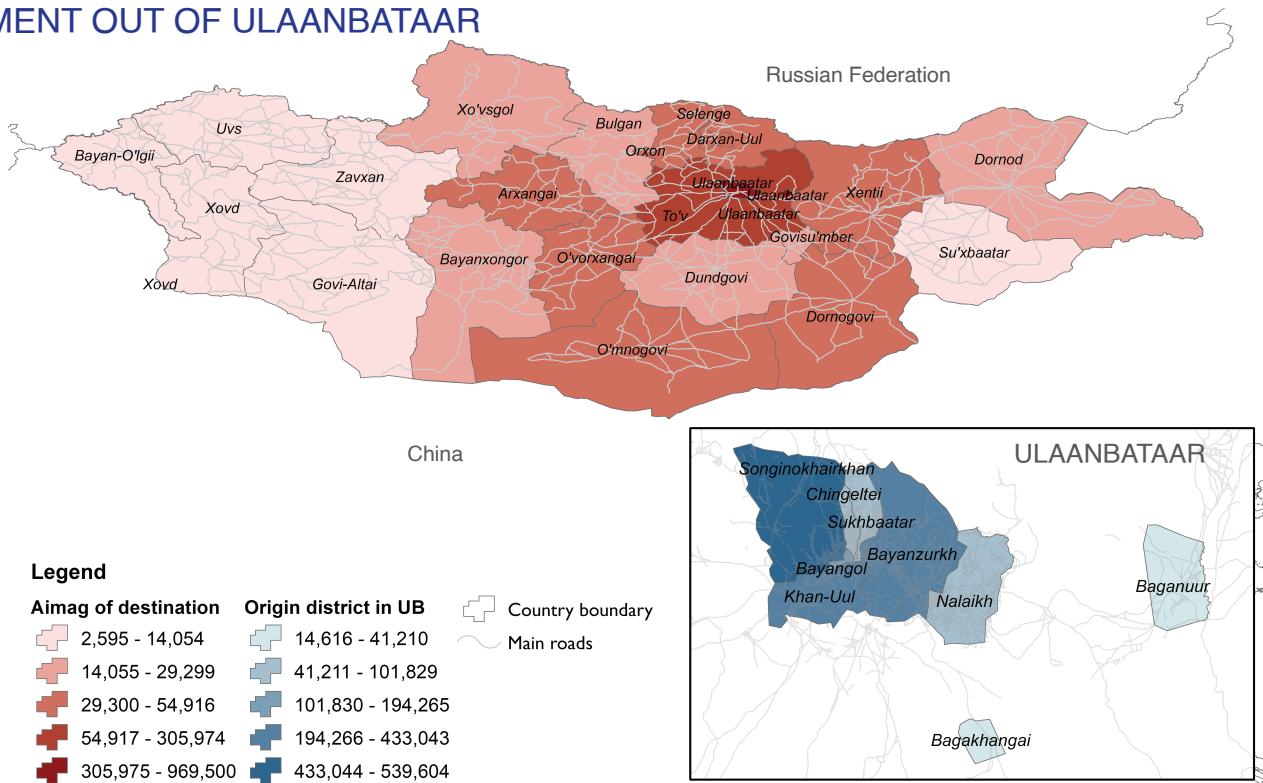 MENT OUT OF ULAANBATAAR
Russian Federation
Xo'vsgol
Bulgan
Selenge
Darxan-Uul
Orxon
Uvs
Bayan-O'lgii
Zavxan
Dornod
Arxangai
Ulaanbaatar
Ulaanbaatar
Xentii
Xovd
To'v
Ulaanbaatar
Govisu'mber
Su'xbaatar
Bayanxongor
O'vorxangai
Dundgovi
Xovd
Govi-Altai
Dornogovi
O'mnogovi
China
ULAANBATAAR
Songinokhairkhan
Chingeltei
Sukhbaatar
Bayanzurkh
Bayangol
Khan-Uul
Nalaikh
Baganuur
Bagakhangai
Legend
Aimag of destination
2,595 - 14,054
14,055 - 29,299
29,300 - 54,916
54,917 - 305,974
305,975 - 969,500
Origin district in UB
14,616 - 41,210
41,211 - 101,829
101,830 - 194,265
194,266 - 433,043
433,044 - 539,604
Country boundary
Main roads